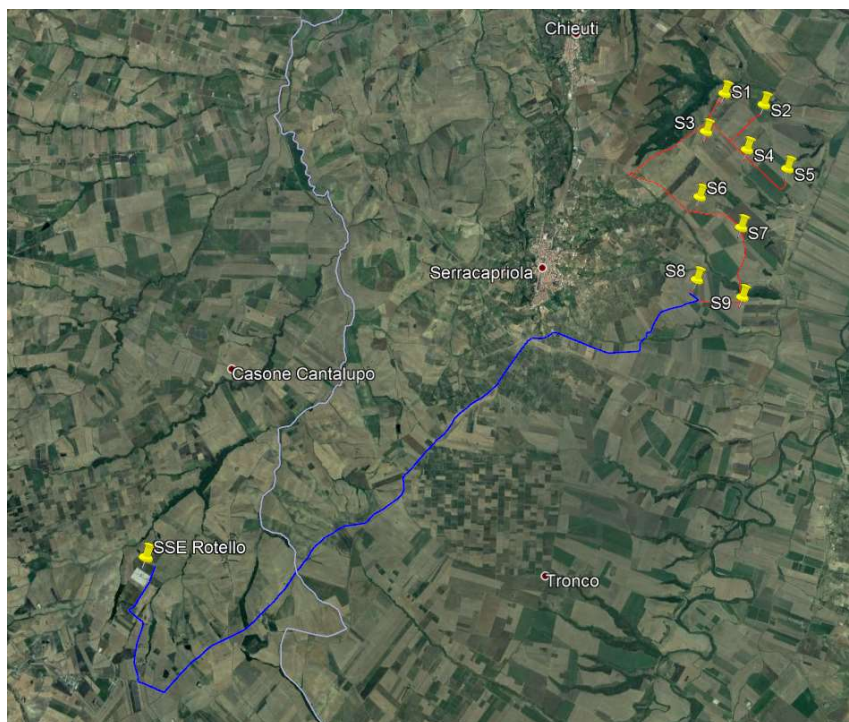 Chieuti
S1
S2
S3
S4
S5
S6
S7
Serracapriola
S8
S9
Casone Cantalupo
SSE Rotello
Tronco